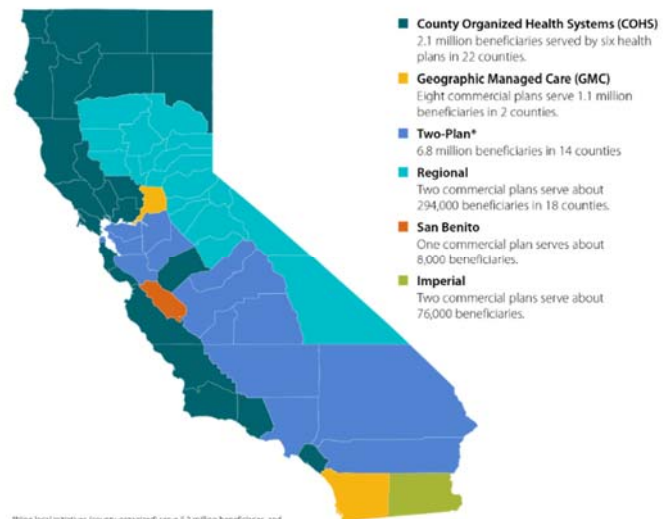 County Organized Health Systems (COHS)
2.1 million beneficiaries served by six health
plans in 22 counties.
Geographic Managed Care (GMC)
Eight commercial plans serve 1.1 million
beneficiaries in 2 counties.
Two-Plan*
6.8 million beneficiaries in 14 counties
Regional
Two commercial plans serve about
294,000 beneficiaries in 18 counties.
San Benito
One commercial plan serves about
8,000 beneficiaries.
Imperial
Two commercial plans serve about
76,000 beneficiaries.